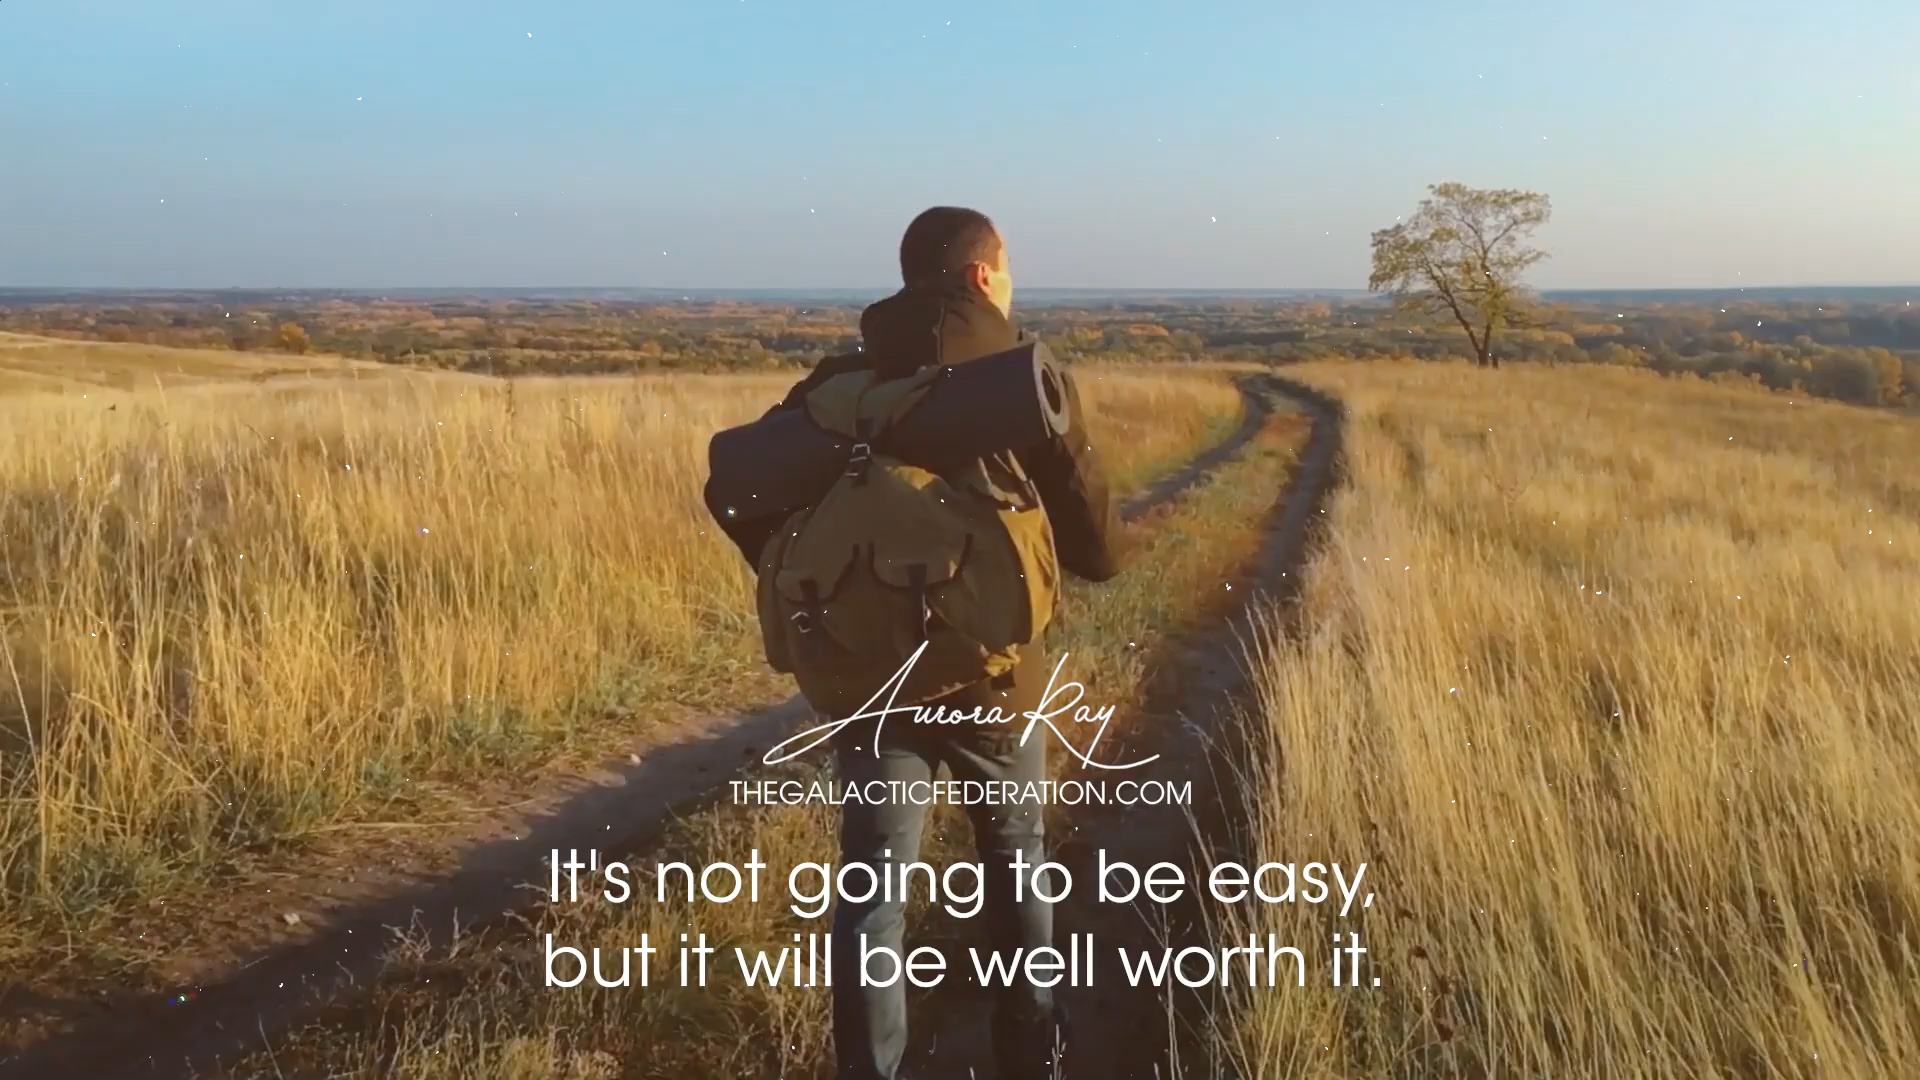 Aurora Ray
THEGALACTICFEDERATION.COM
It's not going to be easy,
but it will be well worth it.